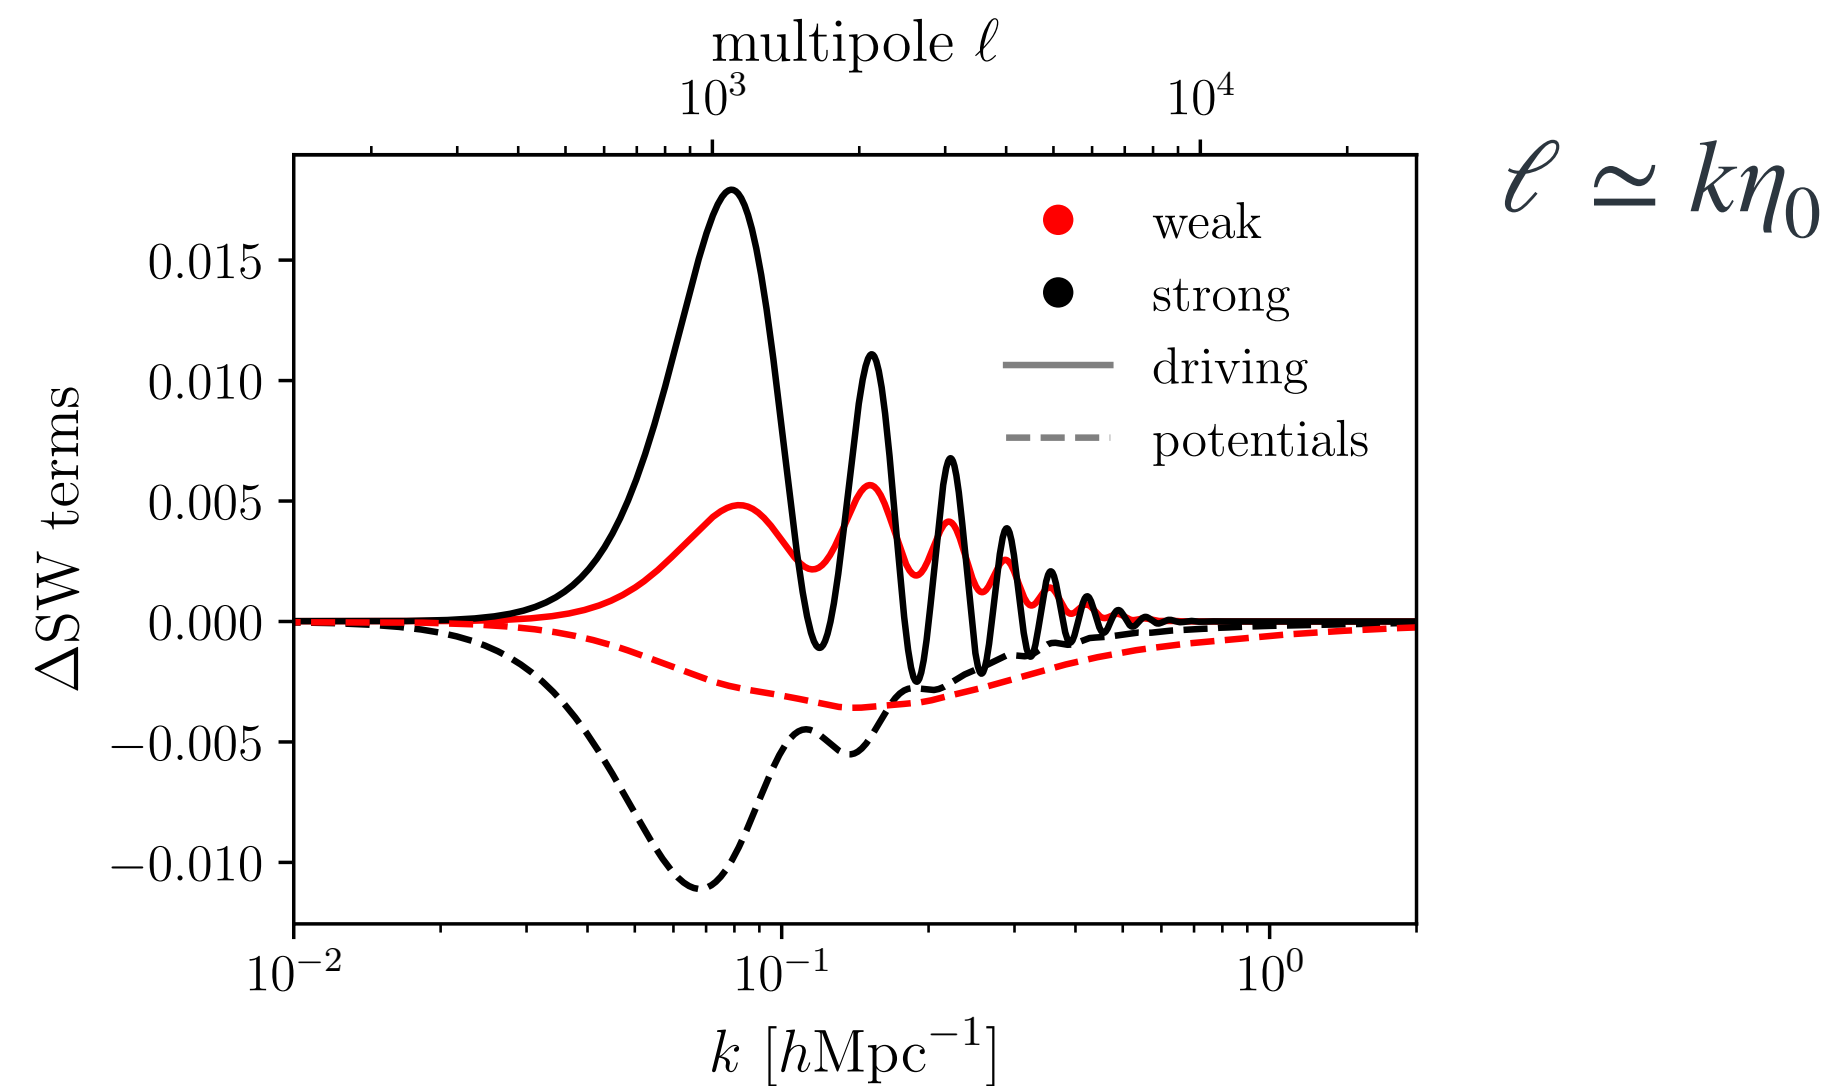 multipole ℓ
10³ 10⁴
ℓ ≃ kη₀
weak
strong
driving
potentials
ΔSW terms
0.015
0.010
0.005
0.000
−0.005
−0.010
10⁻² 10⁻¹ 10⁰
k [hMpc⁻¹]